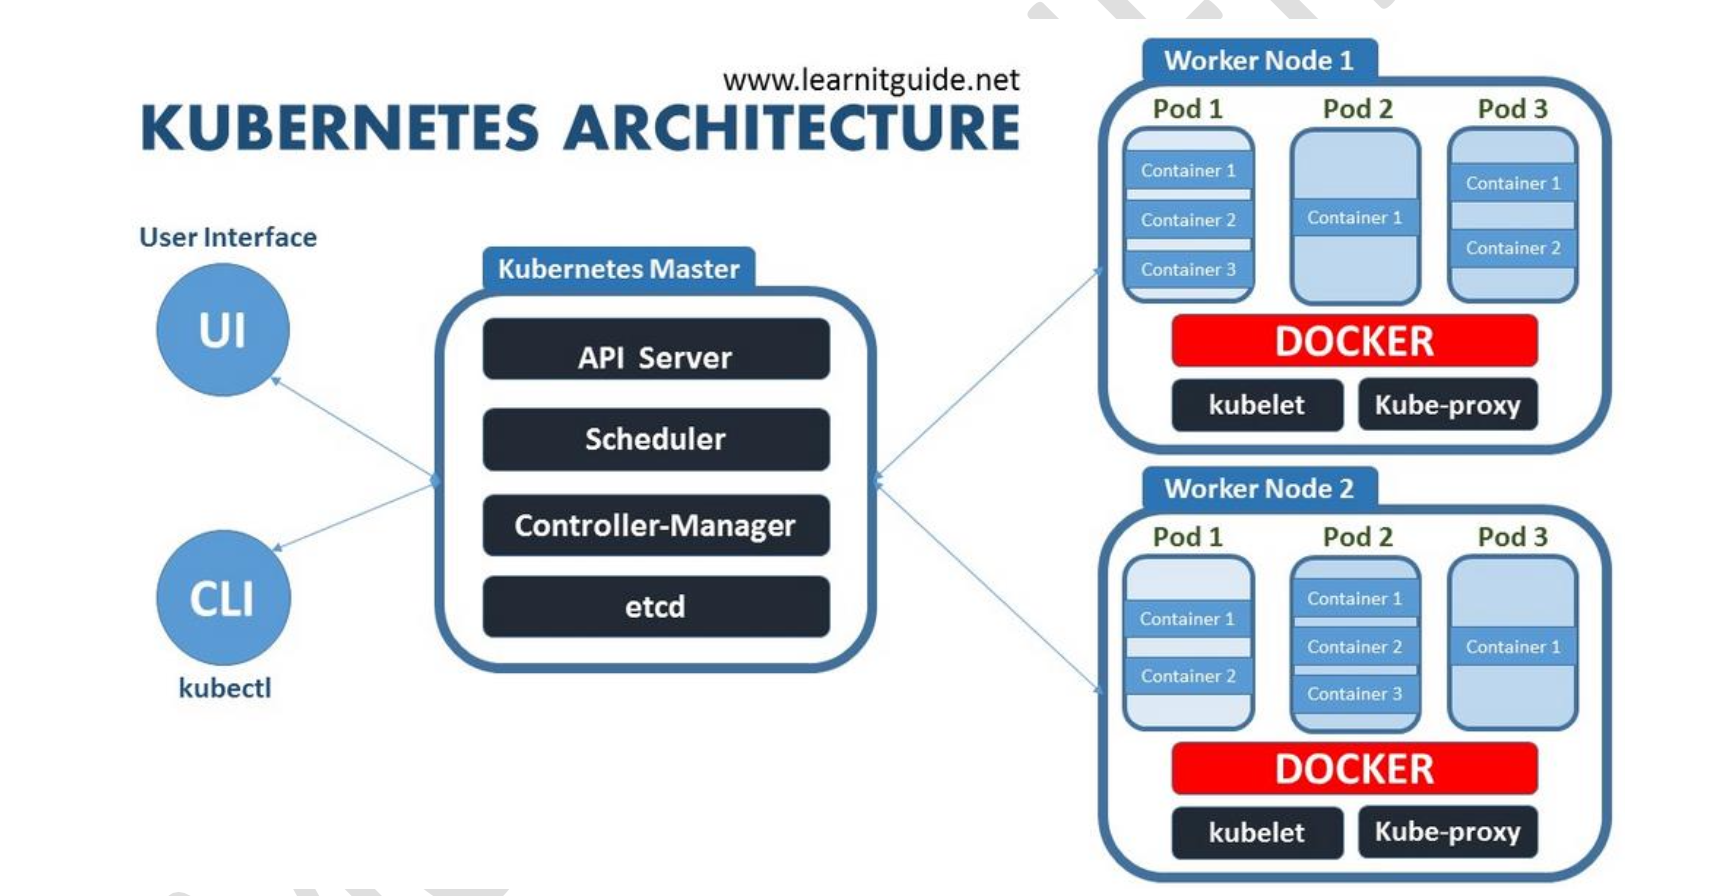 www.learnitguide.net
KUBERNETES ARCHITECTURE
User Interface
UI
CLI
kubectl
Kubernetes Master
API Server
Scheduler
Controller-Manager
etcd
Worker Node 1
Pod 1
Container 1
Container 2
Container 3
Pod 2
Container 1
Pod 3
Container 1
Container 2
DOCKER
kubelet
Kube-proxy
Worker Node 2
Pod 1
Container 1
Container 2
Pod 2
Container 1
Container 2
Container 3
Pod 3
Container 1
DOCKER
kubelet
Kube-proxy